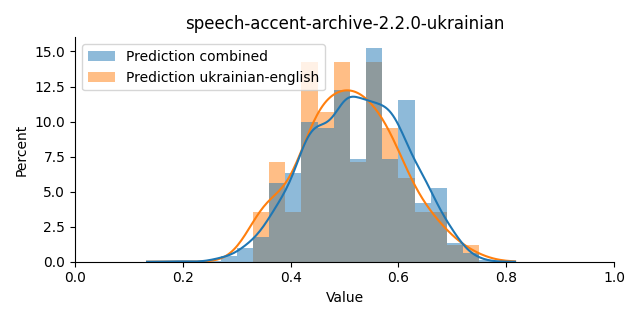 speech-accent-archive-2.2.0-ukrainian
Prediction combined
Prediction ukrainian-english
Percent
15.0
12.5
10.0
7.5
5.0
2.5
0.0
0.0 0.2 0.4 0.6 0.8 1.0
Value